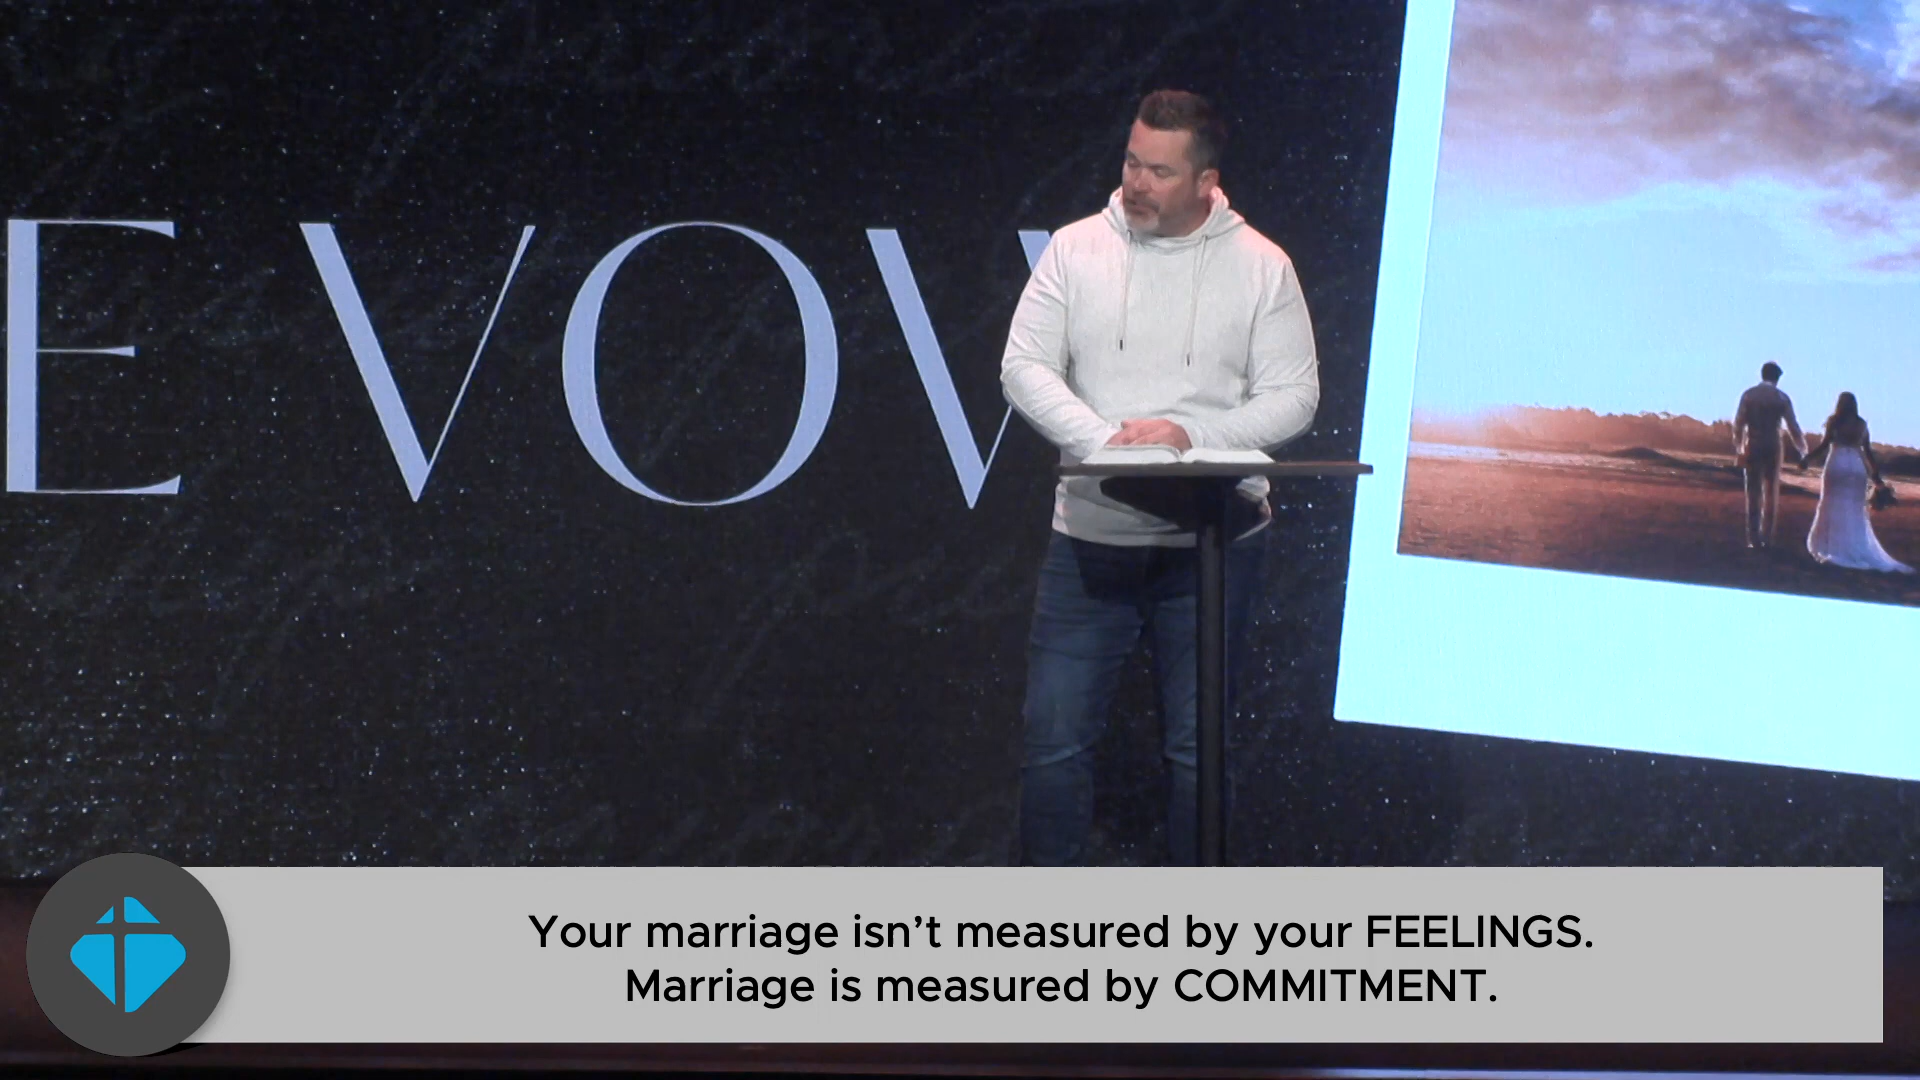 E VOW
Your marriage isn’t measured by your FEELINGS.
Marriage is measured by COMMITMENT.